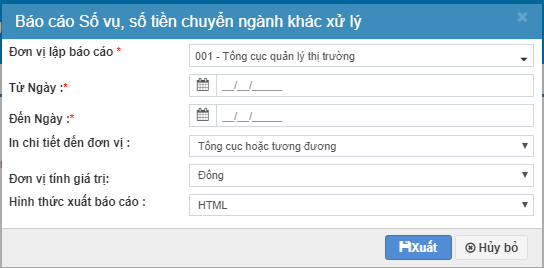 Báo cáo Số vụ, số tiền chuyển ngành khác xử lý ×
Đơn vị lập báo cáo * 001 - Tổng cục quản lý thị trường
Từ Ngày :* __/__/____
Đến Ngày :* __/__/____
In chi tiết đến đơn vị : Tổng cục hoặc tương đương
Đơn vị tính giá trị: Đồng
Hình thức xuất báo cáo : HTML
Xuất Hủy bỏ